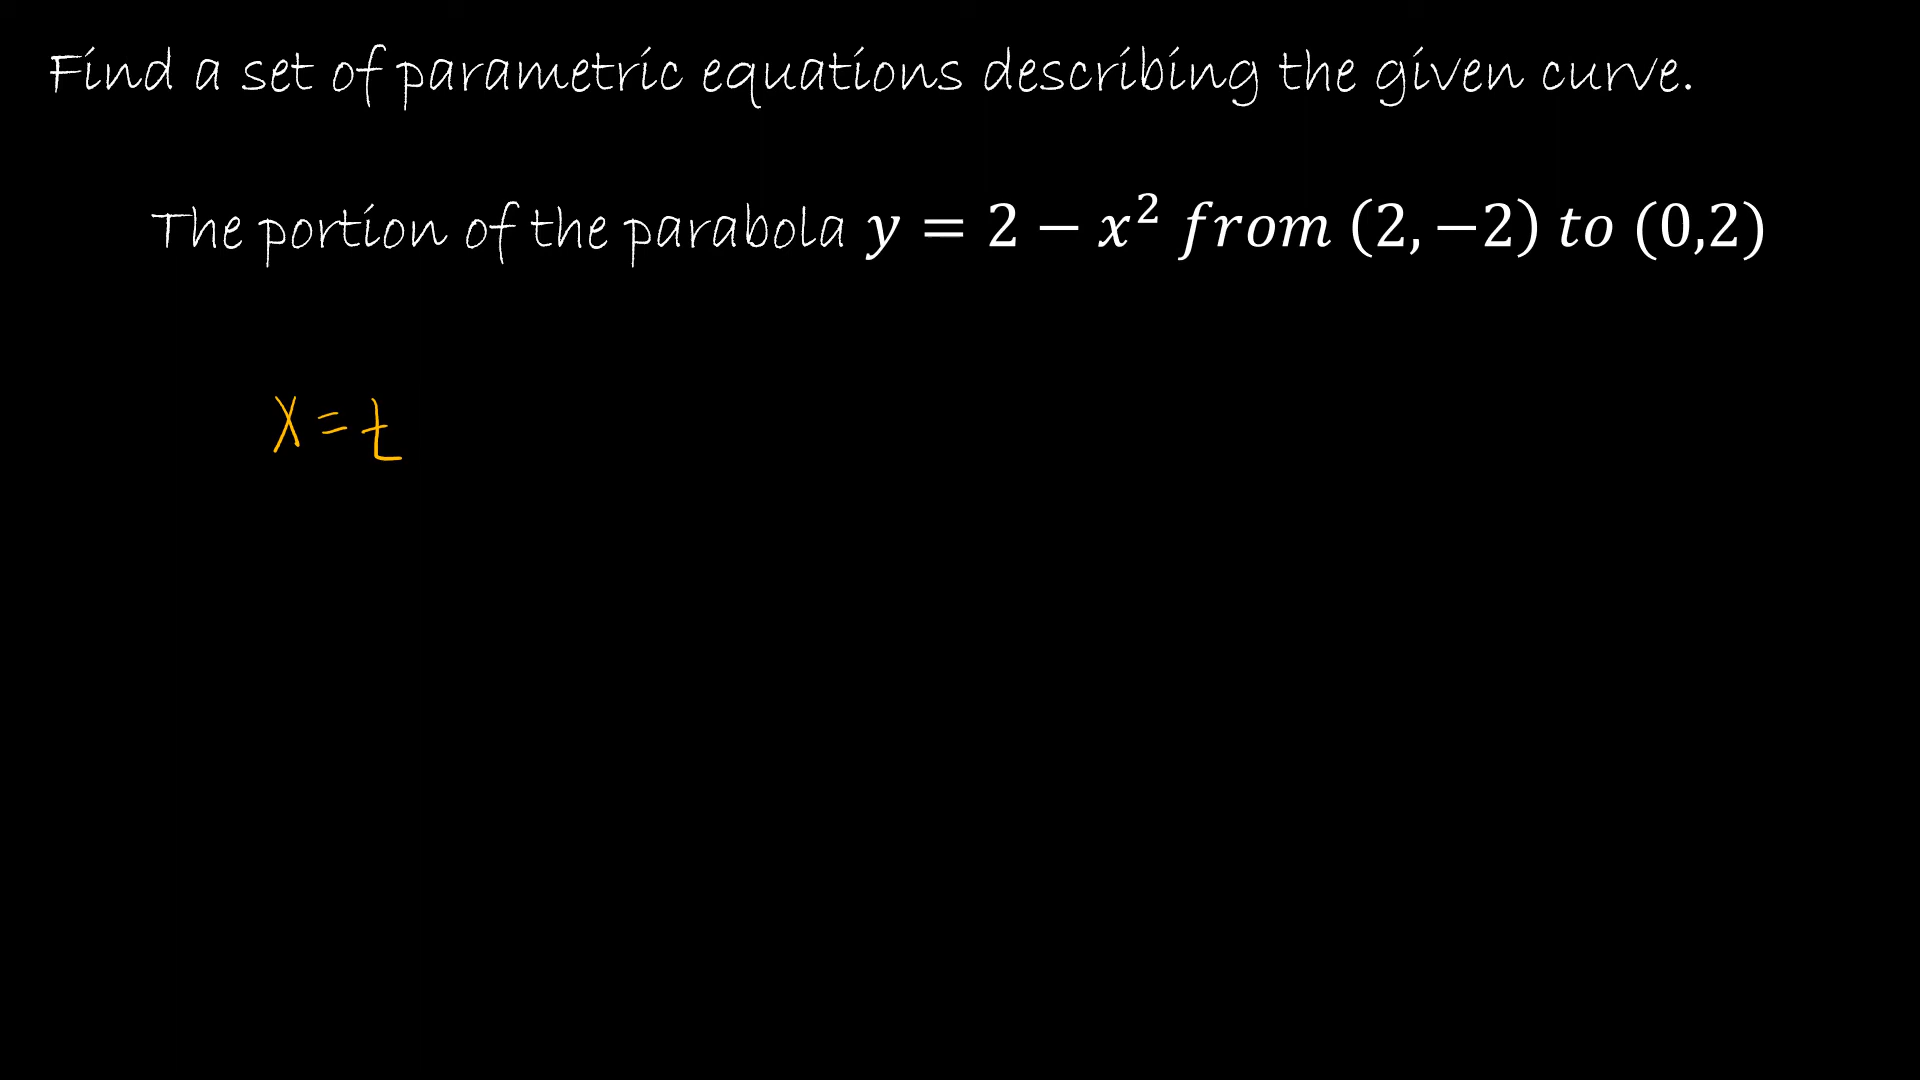 Find a set of parametric equations describing the given curve.
The portion of the parabola y = 2 − x² from (2, −2) to (0,2)
x = t